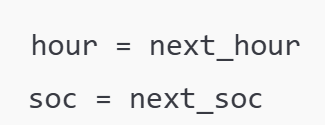 hour = next_hour
soc = next_soc